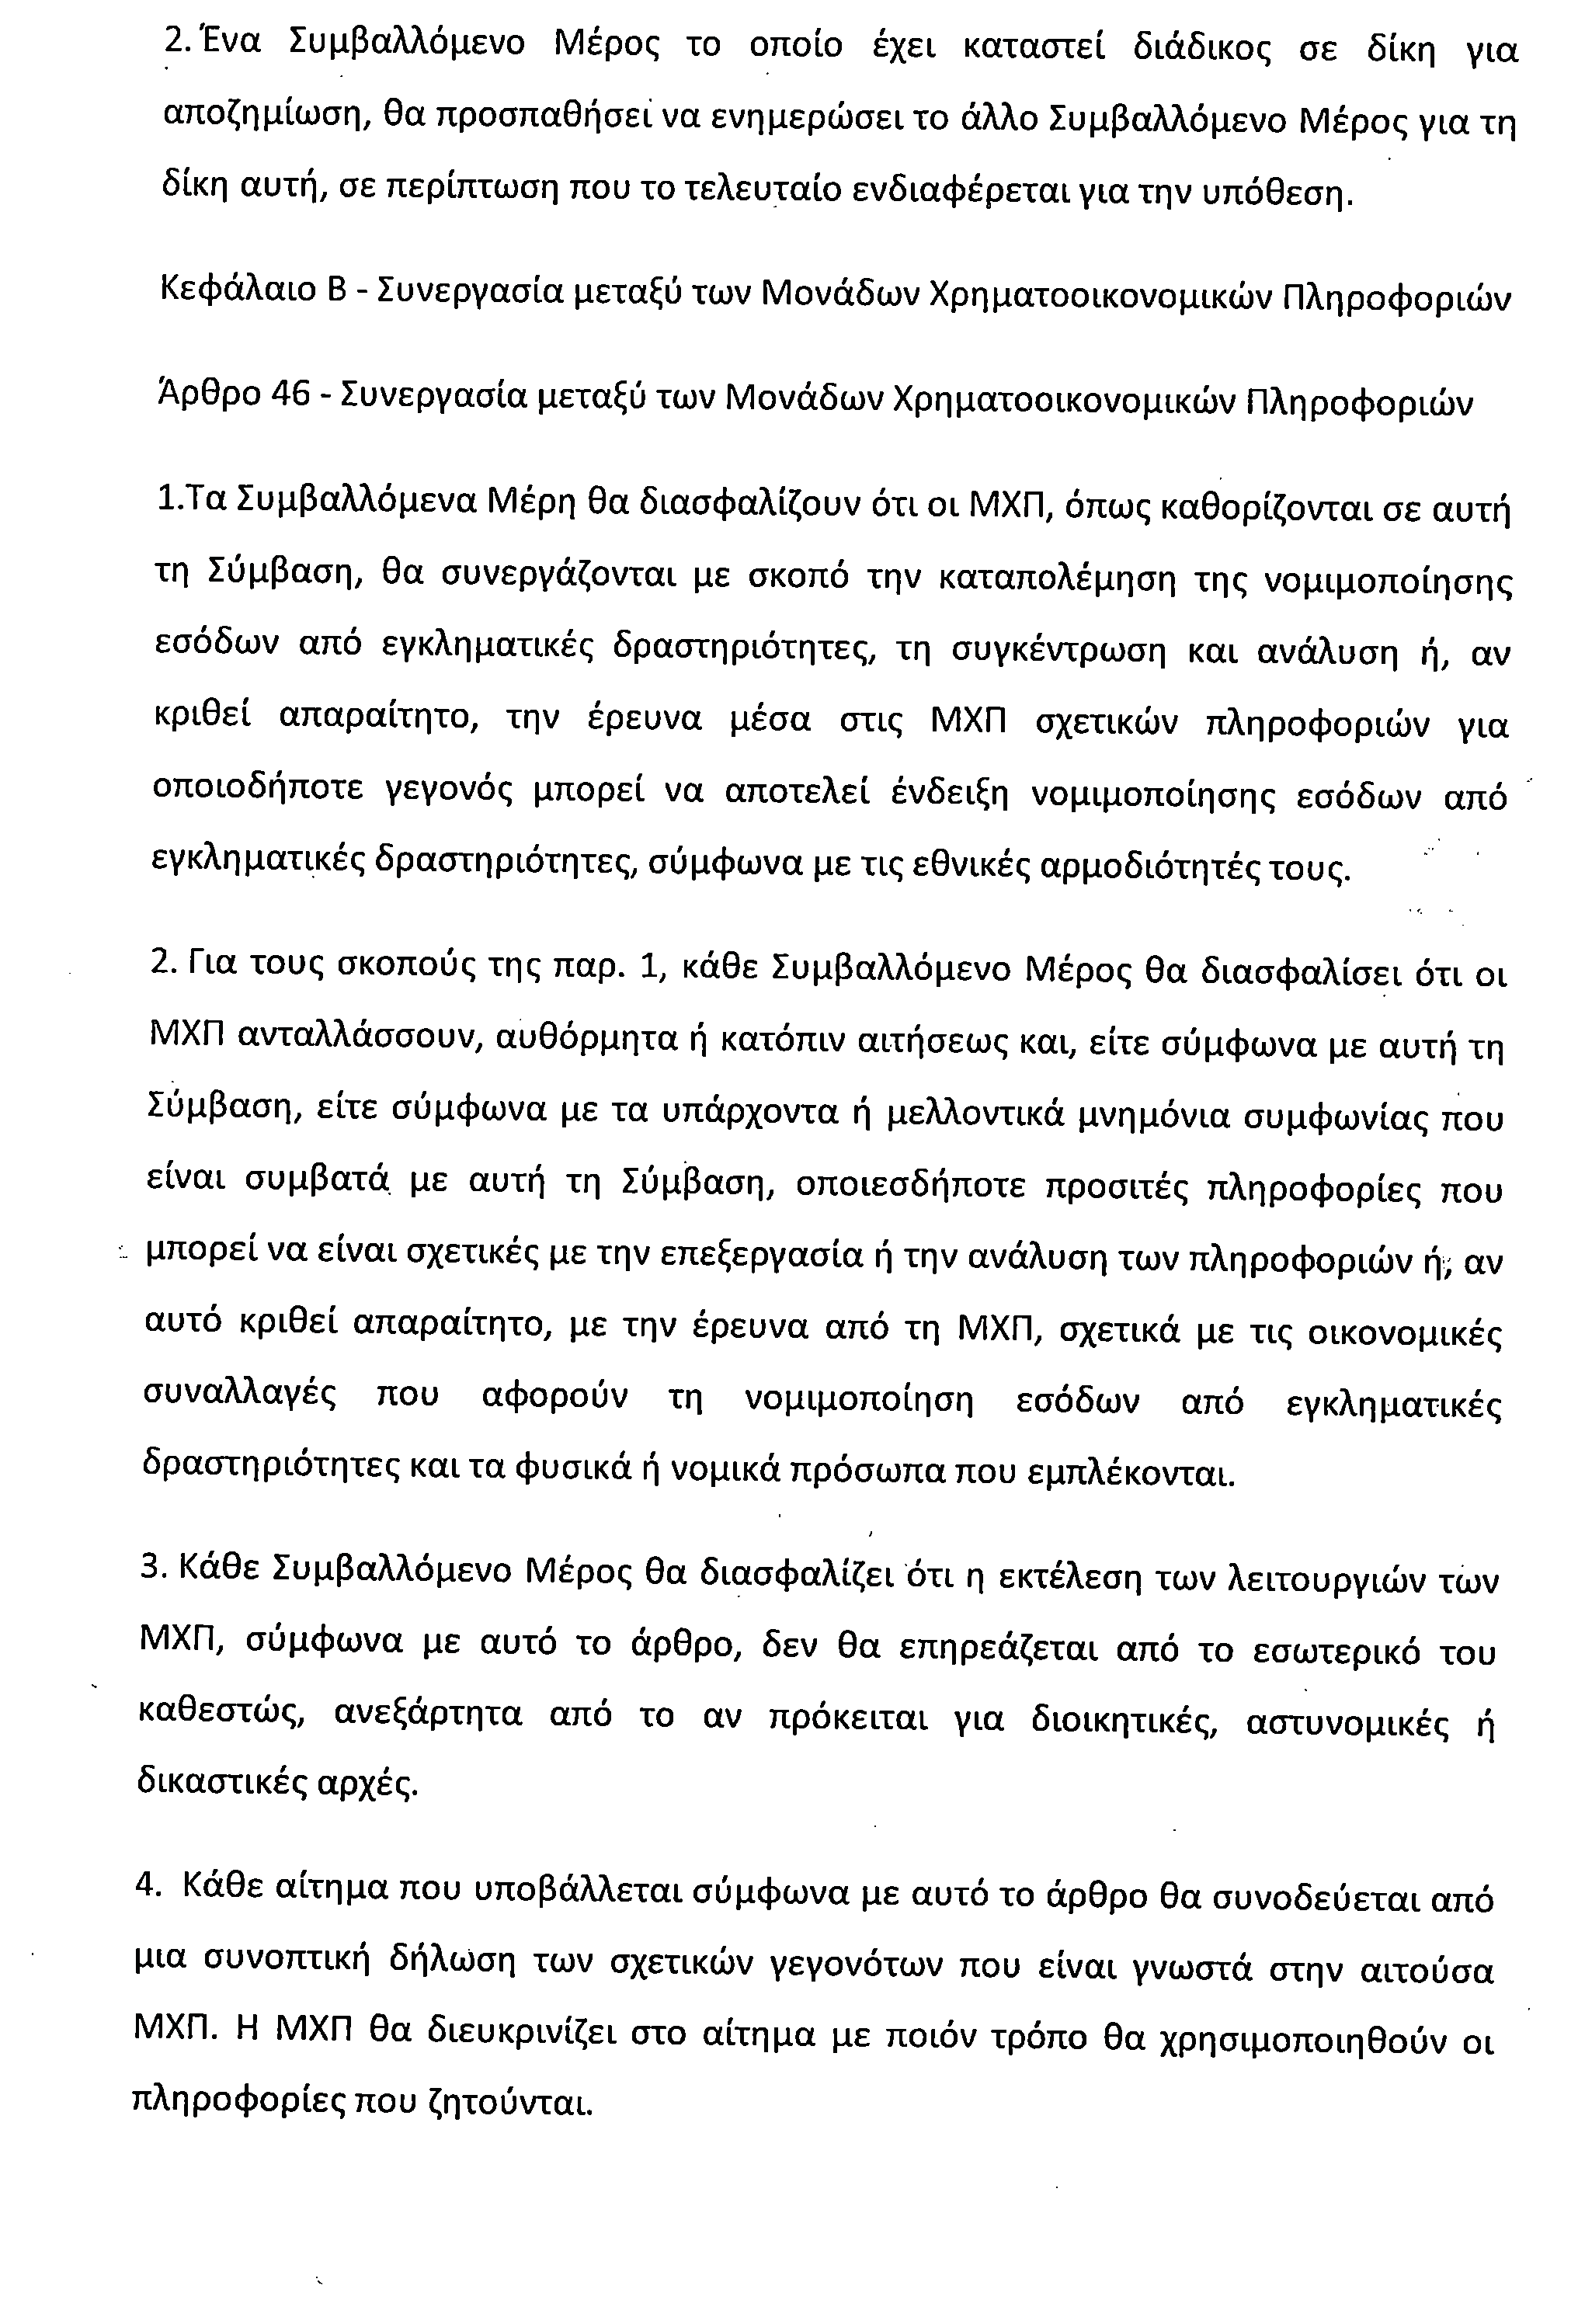 2. Ένα Συμβαλλόμενο Μέρος το οποίο έχει καταστεί διάδικος σε δίκη για
αποζημίωση, θα προσπαθήσει να ενημερώσει το άλλο Συμβαλλόμενο Μέρος για τη
δίκη αυτή, σε περίπτωση που το τελευταίο ενδιαφέρεται για την υπόθεση.
Κεφάλαιο Β - Συνεργασία μεταξύ των Μονάδων Χρηματοοικονομικών Πληροφοριών
Άρθρο 46 - Συνεργασία μεταξύ των Μονάδων Χρηματοοικονομικών Πληροφοριών
1.Τα Συμβαλλόμενα Μέρη θα διασφαλίζουν ότι οι ΜΧΠ, όπως καθορίζονται σε αυτή
τη Σύμβαση, θα συνεργάζονται με σκοπό την καταπολέμηση της νομιμοποίησης
εσόδων από εγκληματικές δραστηριότητες, τη συγκέντρωση και ανάλυση ή, αν
κριθεί απαραίτητο, την έρευνα μέσα στις ΜΧΠ σχετικών πληροφοριών για
οποιοδήποτε γεγονός μπορεί να αποτελεί ένδειξη νομιμοποίησης εσόδων από
εγκληματικές δραστηριότητες, σύμφωνα με τις εθνικές αρμοδιότητές τους.
2. Για τους σκοπούς της παρ. 1, κάθε Συμβαλλόμενο Μέρος θα διασφαλίσει ότι οι
ΜΧΠ ανταλλάσσουν, αυθόρμητα ή κατόπιν αιτήσεως και, είτε σύμφωνα με αυτή τη
Σύμβαση, είτε σύμφωνα με τα υπάρχοντα ή μελλοντικά μνημόνια συμφωνίας που
είναι συμβατά με αυτή τη Σύμβαση, οποιεσδήποτε προσιτές πληροφορίες που
μπορεί να είναι σχετικές με την επεξεργασία ή την ανάλυση των πληροφοριών ή, αν
αυτό κριθεί απαραίτητο, με την έρευνα από τη ΜΧΠ, σχετικά με τις οικονομικές
συναλλαγές που αφορούν τη νομιμοποίηση εσόδων από εγκληματικές
δραστηριότητες και τα φυσικά ή νομικά πρόσωπα που εμπλέκονται.
3. Κάθε Συμβαλλόμενο Μέρος θα διασφαλίζει ότι η εκτέλεση των λειτουργιών των
ΜΧΠ, σύμφωνα με αυτό το άρθρο, δεν θα επηρεάζεται από το εσωτερικό του
καθεστώς, ανεξάρτητα από το αν πρόκειται για διοικητικές, αστυνομικές ή
δικαστικές αρχές.
4. Κάθε αίτημα που υποβάλλεται σύμφωνα με αυτό το άρθρο θα συνοδεύεται από
μια συνοπτική δήλωση των σχετικών γεγονότων που είναι γνωστά στην αιτούσα
ΜΧΠ. Η ΜΧΠ θα διευκρινίζει στο αίτημα με ποιόν τρόπο θα χρησιμοποιηθούν οι
πληροφορίες που ζητούνται.